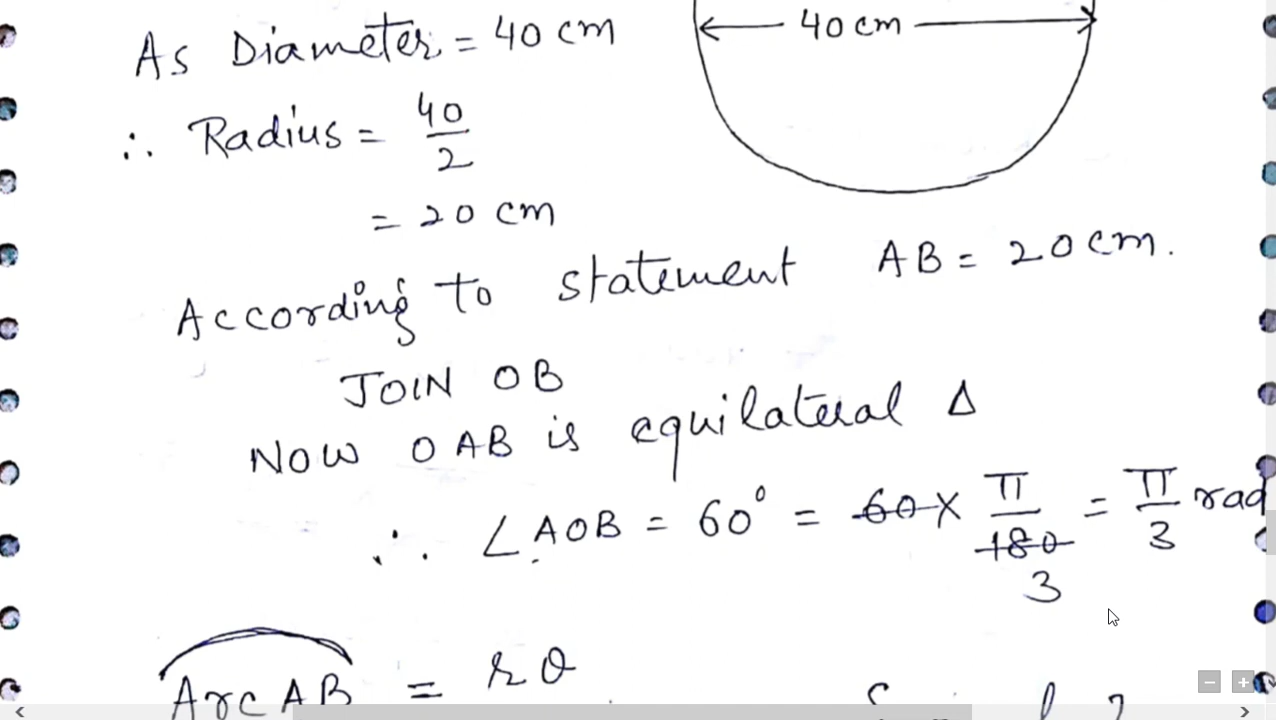 As Diameter = 40 cm
40 cm
∴ Radius = 40/2
= 20 cm
According to statement AB = 20 cm.
JOIN OB
NOW OAB is equilateral Δ
∴ ∠AOB = 60° = 60 × π/180 = π/3 rad
3
Arc AB = rθ